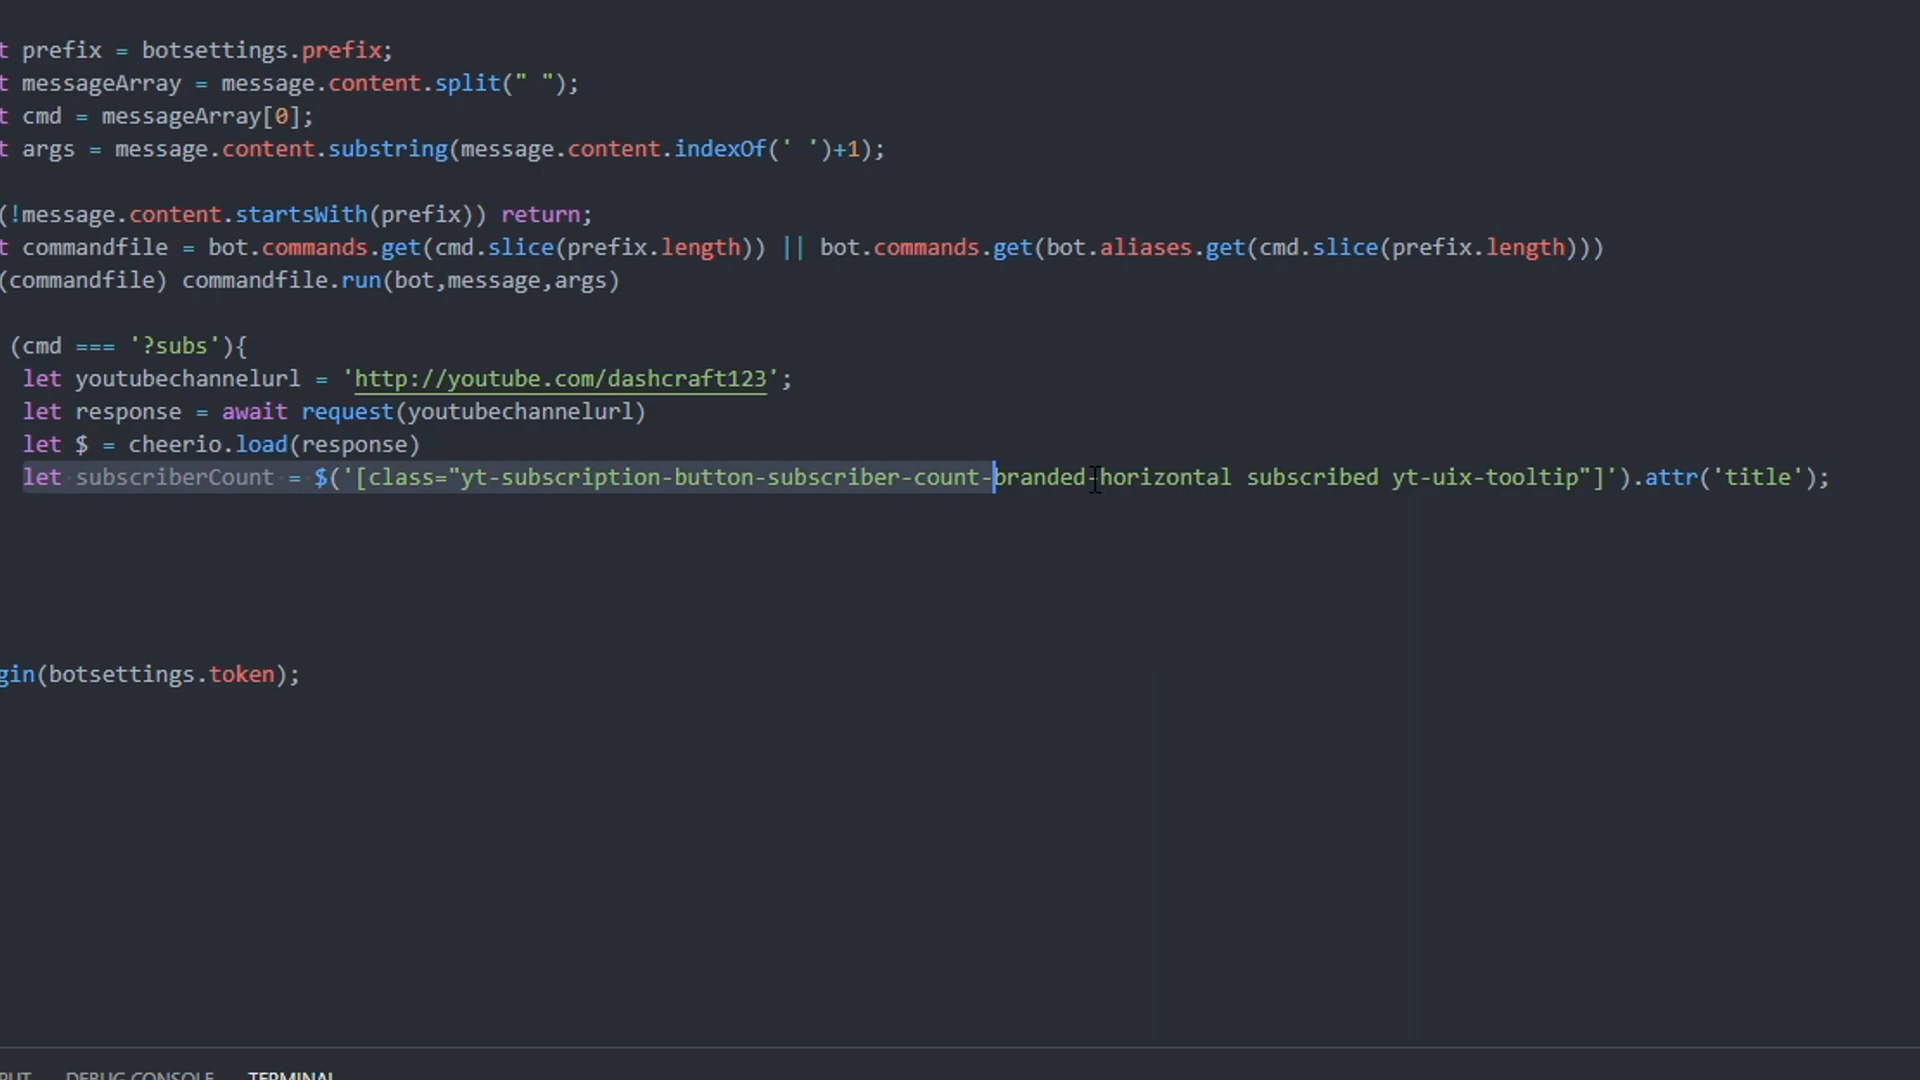 t prefix = botsettings.prefix;
t messageArray = message.content.split(" ");
t cmd = messageArray[0];
t args = message.content.substring(message.content.indexOf(' ')+1);
(!message.content.startsWith(prefix)) return;
t commandfile = bot.commands.get(cmd.slice(prefix.length)) || bot.commands.get(bot.aliases.get(cmd.slice(prefix.length)))
(commandfile) commandfile.run(bot,message,args)
(cmd === '?subs'){
let youtubechannelurl = 'http://youtube.com/dashcraft123';
let response = await request(youtubechannelurl)
let $ = cheerio.load(response)
let subscriberCount = $('[class="yt-subscription-button-subscriber-count-branded-horizontal subscribed yt-uix-tooltip"]').attr('title');
gin(botsettings.token);
PUT DEBUG CONSOLE TERMINAL